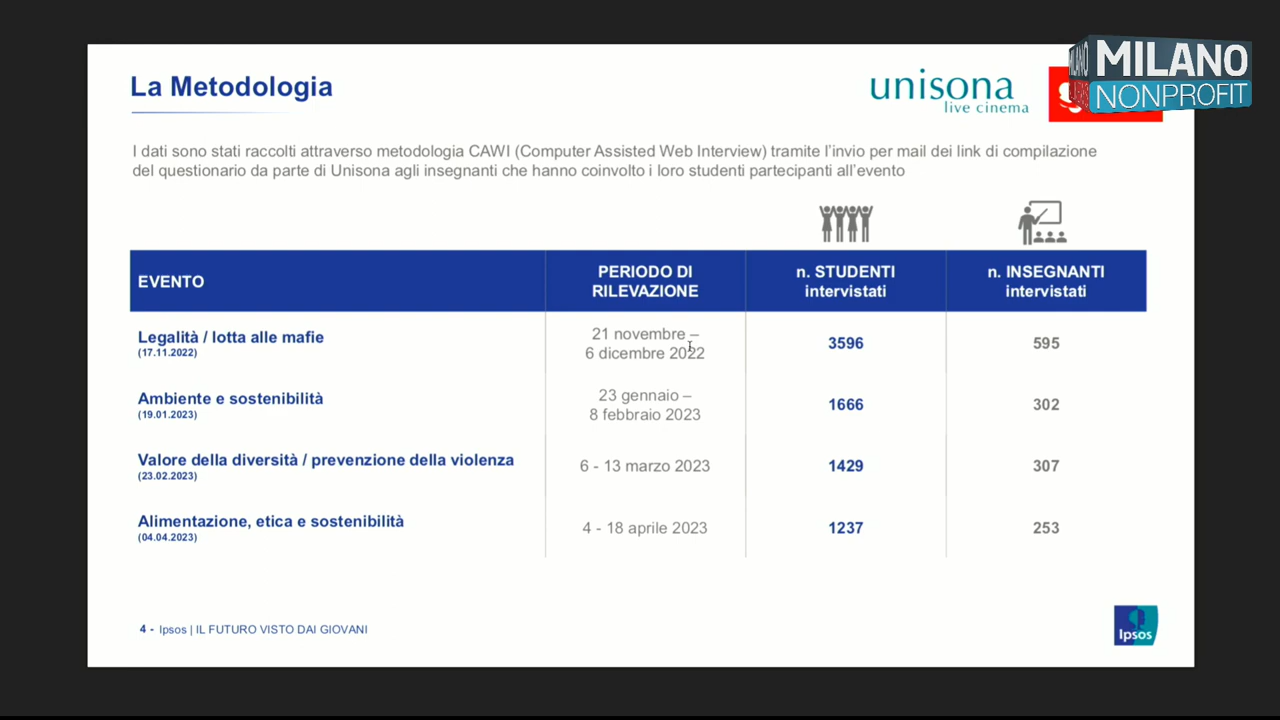 La Metodologia
unisona
live cinema
MILANO
NONPROFIT
I dati sono stati raccolti attraverso metodologia CAWI (Computer Assisted Web Interview) tramite l'invio per mail dei link di compilazione
del questionario da parte di Unisona agli insegnanti che hanno coinvolto i loro studenti partecipanti all'evento
EVENTO
PERIODO DI
RILEVAZIONE
n. STUDENTI
intervistati
n. INSEGNANTI
intervistati
Legalità / lotta alle mafie
(17.11.2022)
21 novembre –
6 dicembre 2022
3596
595
Ambiente e sostenibilità
(19.01.2023)
23 gennaio –
8 febbraio 2023
1666
302
Valore della diversità / prevenzione della violenza
(23.02.2023)
6 - 13 marzo 2023
1429
307
Alimentazione, etica e sostenibilità
(04.04.2023)
4 - 18 aprile 2023
1237
253
4 - Ipsos | IL FUTURO VISTO DAI GIOVANI
Ipsos